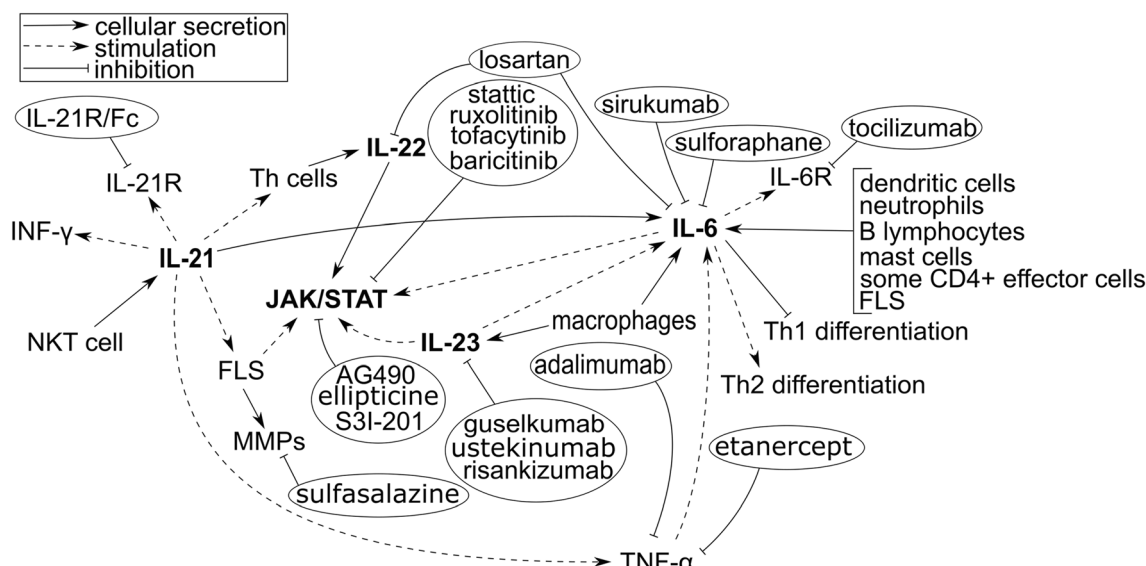 cellular secretion
stimulation
inhibition
losartan
IL-21R/Fc
stattic
ruxolitinib
tofacytinib
baricitinib
sirukumab
sulforaphane
tocilizumab
IL-22
IL-21R
Th cells
IL-6R
dendritic cells
neutrophils
B lymphocytes
mast cells
some CD4+ effector cells
FLS
INF-γ
IL-21
IL-6
JAK/STAT
NKT cell
IL-23
macrophages
Th1 differentiation
Th2 differentiation
FLS
AG490
ellipticine
S3I-201
adalimumab
MMPs
guselkumab
ustekinumab
risankizumab
etanercept
sulfasalazine
TNF-α